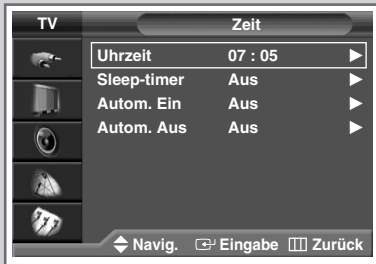 TV Zeit
Uhrzeit 07 : 05
Sleep-timer Aus
Autom. Ein Aus
Autom. Aus Aus
Navig. Eingabe Zurück